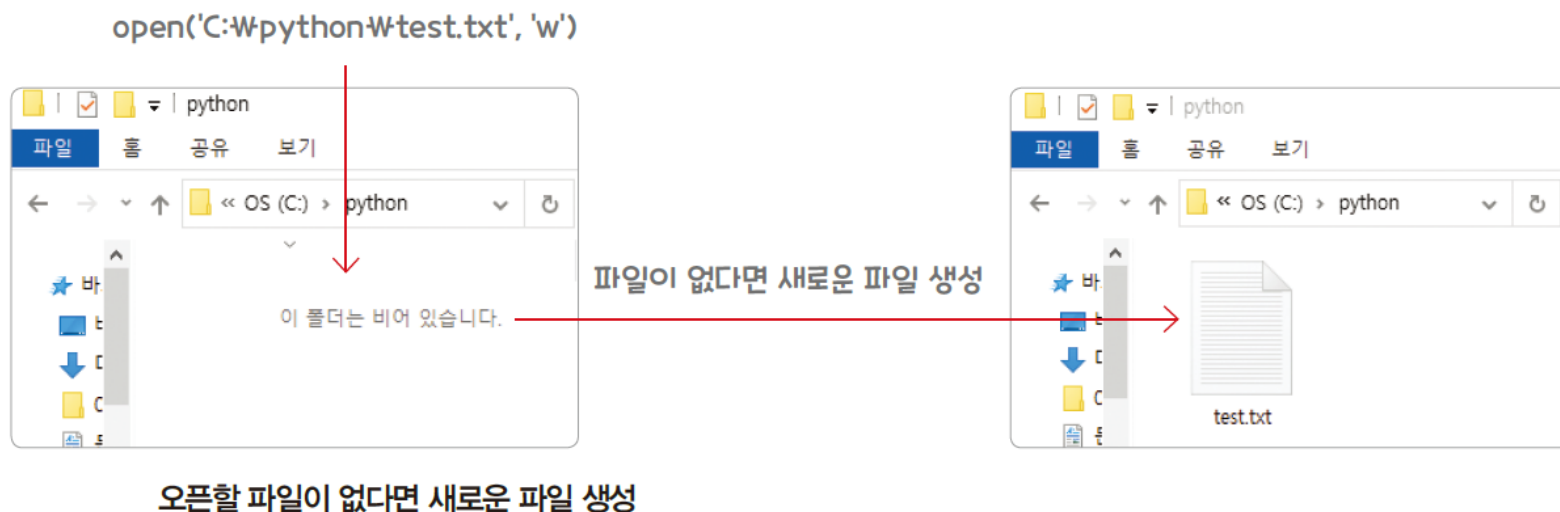 open('C:₩python₩test.txt', 'w')
python
파일 홈 공유 보기
« OS (C:) › python
이 폴더는 비어 있습니다.
파일이 없다면 새로운 파일 생성
python
파일 홈 공유 보기
« OS (C:) › python
test.txt
오픈할 파일이 없다면 새로운 파일 생성